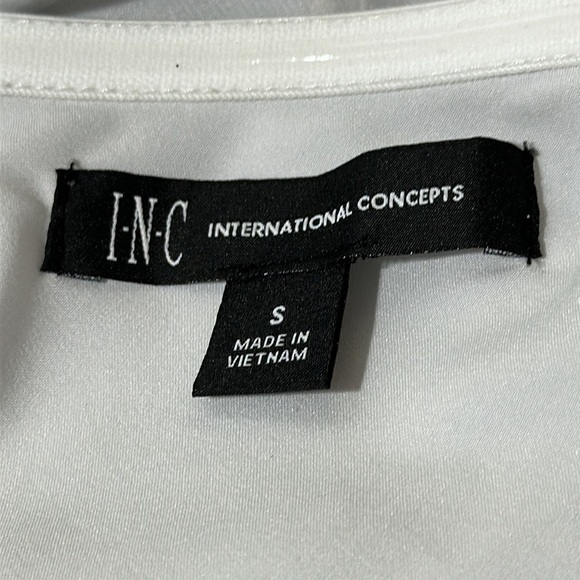 I-N-C INTERNATIONAL CONCEPTS
S
MADE IN
VIETNAM